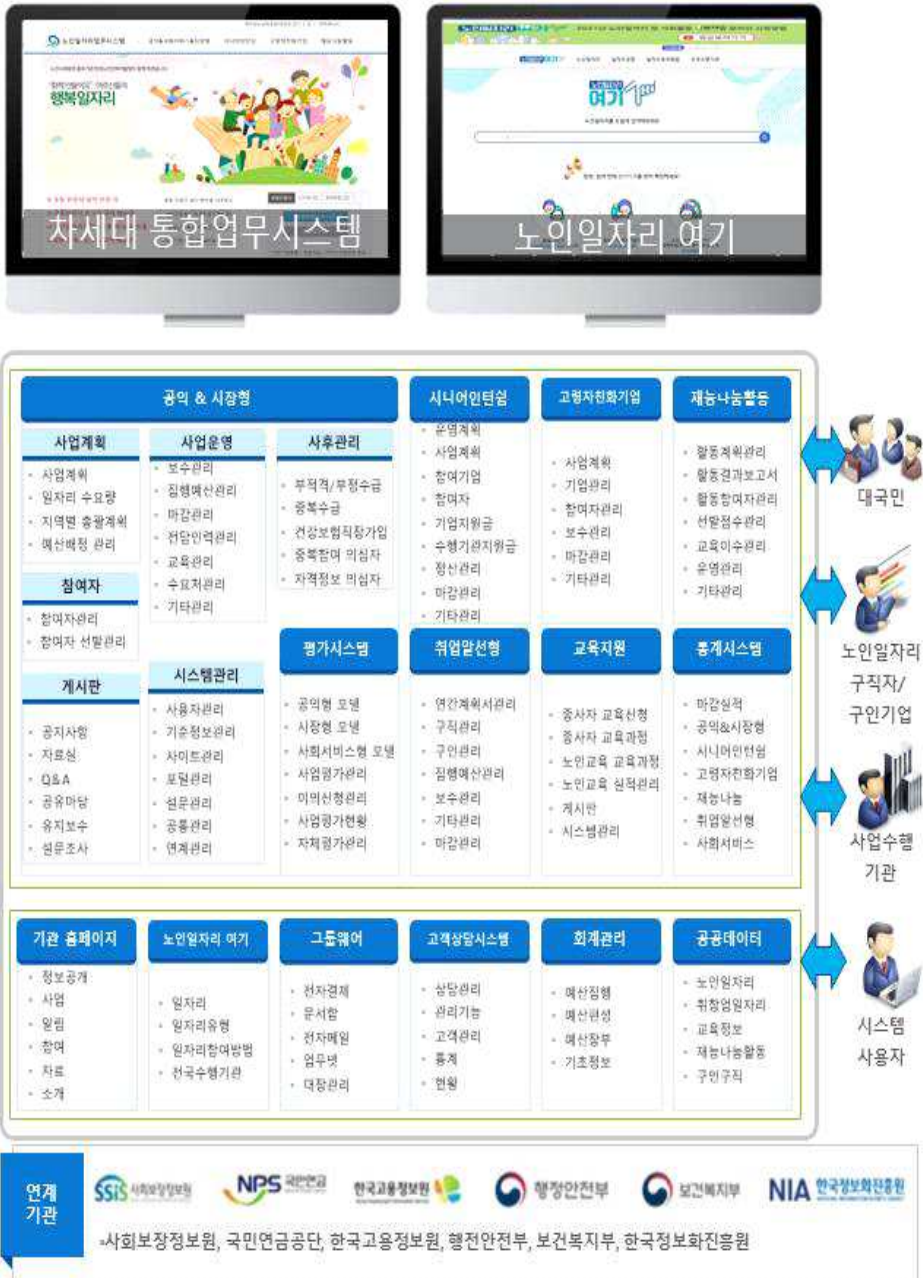 노인일자리업무시스템
행복일자리
차세대 통합업무시스템
노인일자리
여기
노인일자리 여기
공익 & 시장형
사업계획
사업계획
일자리 수요량
지역별 총괄계획
예산배정 관리
참여자
참여자관리
참여자 선발관리
게시판
공지사항
자료실
Q&A
공유마당
유지보수
설문조사
사업운영
보수관리
집행예산관리
마감관리
전담인력관리
교육관리
수요처관리
기타관리
시스템관리
사용자관리
기준정보관리
사이트관리
포털관리
설문관리
공통관리
연계관리
사후관리
부적격/부정수급
중복수급
건강보험직장가입
중복참여 의심자
자격정보 의심자
평가시스템
공익형 모델
시장형 모델
사회서비스형 모델
사업평가관리
이의신청관리
사업평가현황
자체평가관리
시니어인턴쉽
운영계획
사업계획
참여기업
참여자
기업지원금
수행기관지원금
정산관리
마감관리
기타관리
취업알선형
연간계획서관리
구직관리
구인관리
집행예산관리
보수관리
기타관리
마감관리
고령자친화기업
사업계획
기업관리
참여자관리
보수관리
마감관리
기타관리
교육지원
종사자 교육신청
종사자 교육과정
노인교육 교육과정
노인교육 실적관리
게시판
시스템관리
재능나눔활동
활동계획관리
활동결과보고서
활동참여자관리
선발점수관리
교육이수관리
운영관리
기타관리
통계시스템
마감실적
공익&시장형
시니어인턴쉽
고령자친화기업
재능나눔
취업알선형
사회서비스
대국민
노인일자리
구직자/
구인기업
사업수행
기관
시스템
사용자
기관 홈페이지
정보공개
사업
알림
참여
자료
소개
노인일자리 여기
일자리
일자리유형
일자리참여방법
전국수행기관
그룹웨어
전자결재
문서함
전자메일
업무넷
대장관리
고객상담시스템
상담관리
관리기능
고객관리
통계
현황
회계관리
예산집행
예산편성
예산장부
기초정보
공공데이터
노인일자리
취창업일자리
교육정보
재능나눔활동
구인구직
연계
기관
SSiS 사회보장정보원
NPS 국민연금
한국고용정보원
행정안전부
보건복지부
NIA 한국정보화진흥원
사회보장정보원, 국민연금공단, 한국고용정보원, 행전안전부, 보건복지부, 한국정보화진흥원